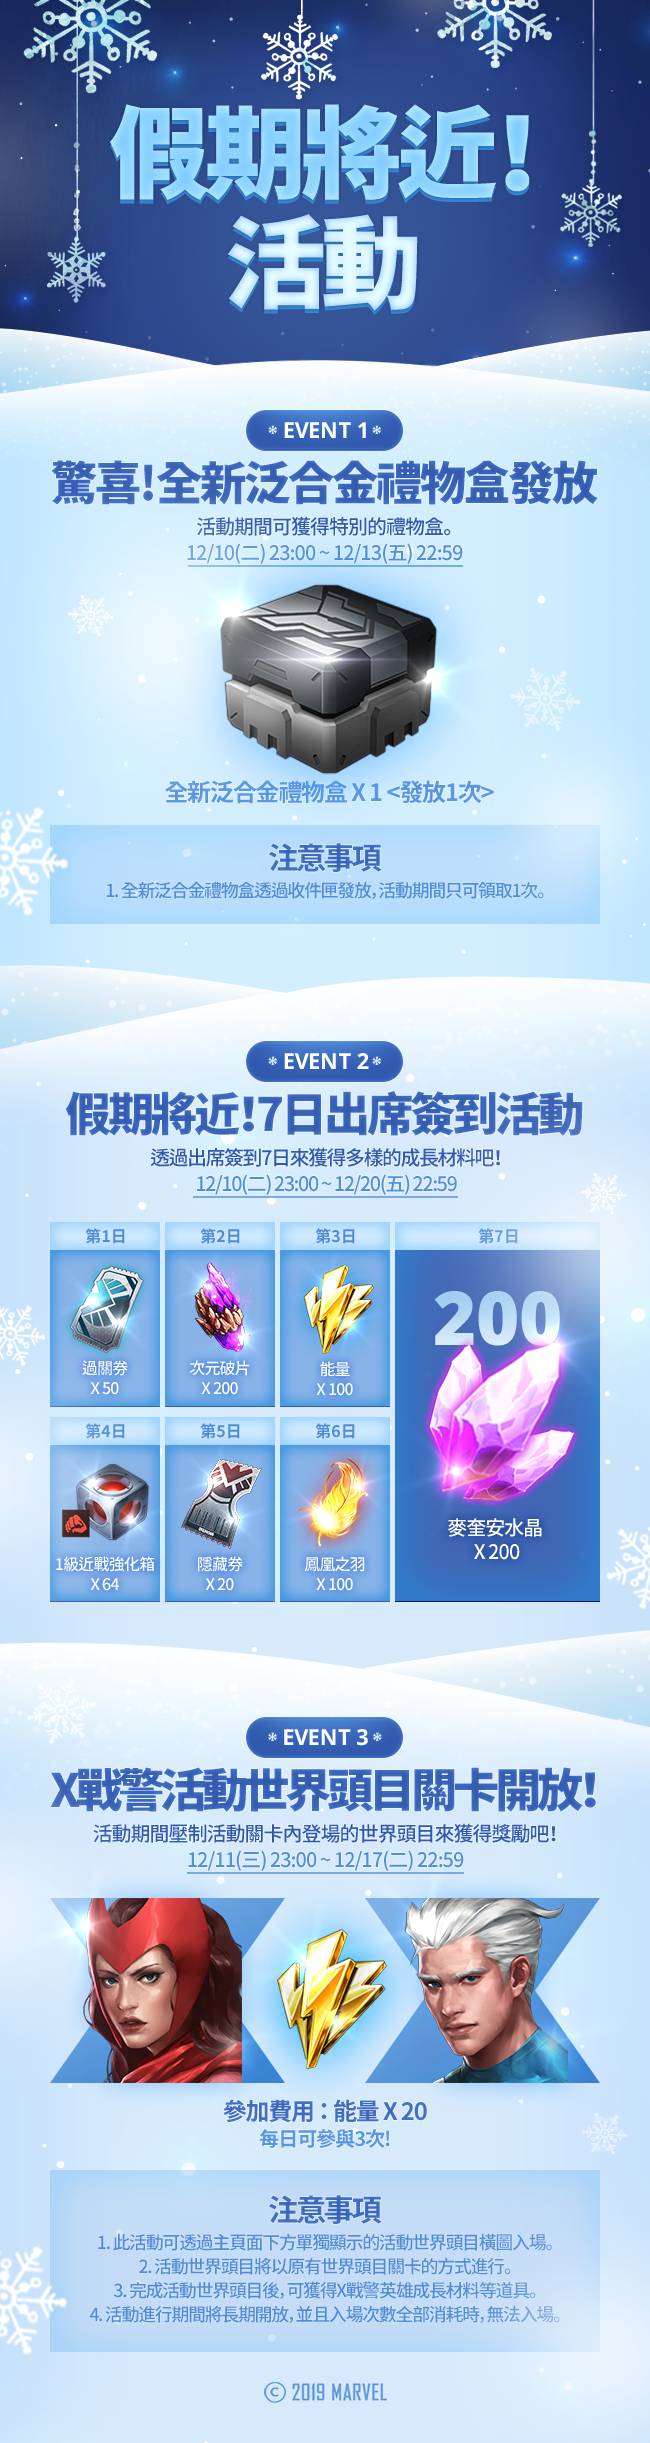 假期將近！
活動
EVENT 1
驚喜！全新泛合金禮物盒發放
活動期間可獲得特別的禮物盒。
12/10(二) 23:00 ~ 12/13(五) 22:59
全新泛合金禮物盒 X 1 <發放1次>
注意事項
1. 全新泛合金禮物盒透過收件匣發放，活動期間只可領取1次。
EVENT 2
假期將近！7日出席簽到活動
透過出席簽到7日來獲得多樣的成長材料吧！
12/10(二) 23:00 ~ 12/20(五) 22:59
第1日
過關券
X 50
第2日
次元破片
X 200
第3日
能量
X 100
第4日
1級近戰強化箱
X 64
第5日
隱藏券
X 20
第6日
鳳凰之羽
X 100
第7日
200
麥奎安水晶
X 200
EVENT 3
X戰警活動世界頭目關卡開放！
活動期間壓制活動關卡內登場的世界頭目來獲得獎勵吧！
12/11(三) 23:00 ~ 12/17(二) 22:59
參加費用：能量 X 20
每日可參與3次！
注意事項
1. 此活動可透過主頁面下方單獨顯示的活動世界頭目橫圖入場。
2. 活動世界頭目將以原有世界頭目關卡的方式進行。
3. 完成活動世界頭目後，可獲得X戰警英雄成長材料等道具。
4. 活動進行期間將長期開放，並且入場次數全部消耗時，無法入場。
© 2019 MARVEL